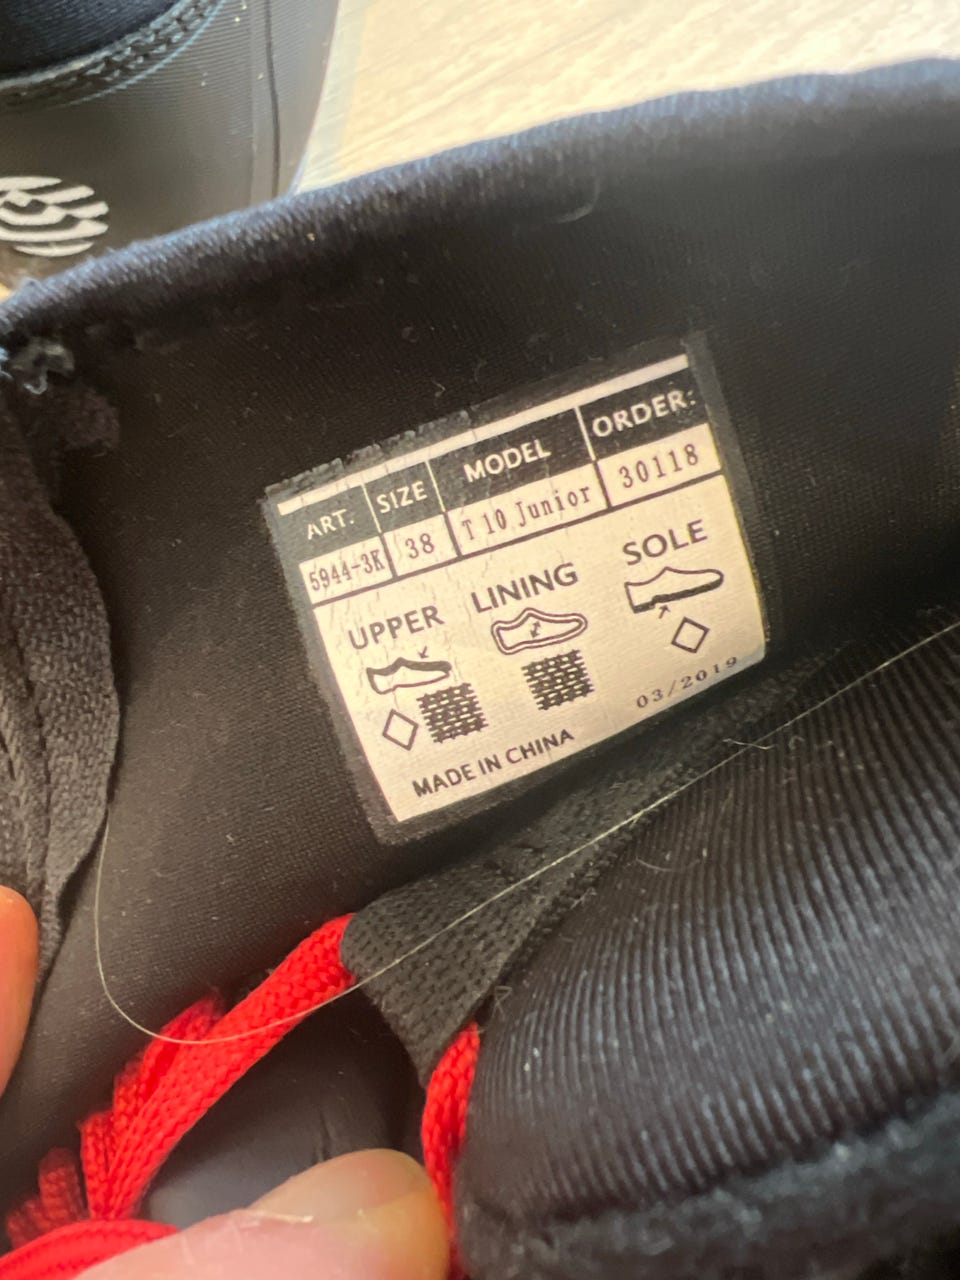 ART. SIZE MODEL ORDER:
5944-3K 38 T 10 Junior 30118
UPPER LINING SOLE
03/2019
MADE IN CHINA